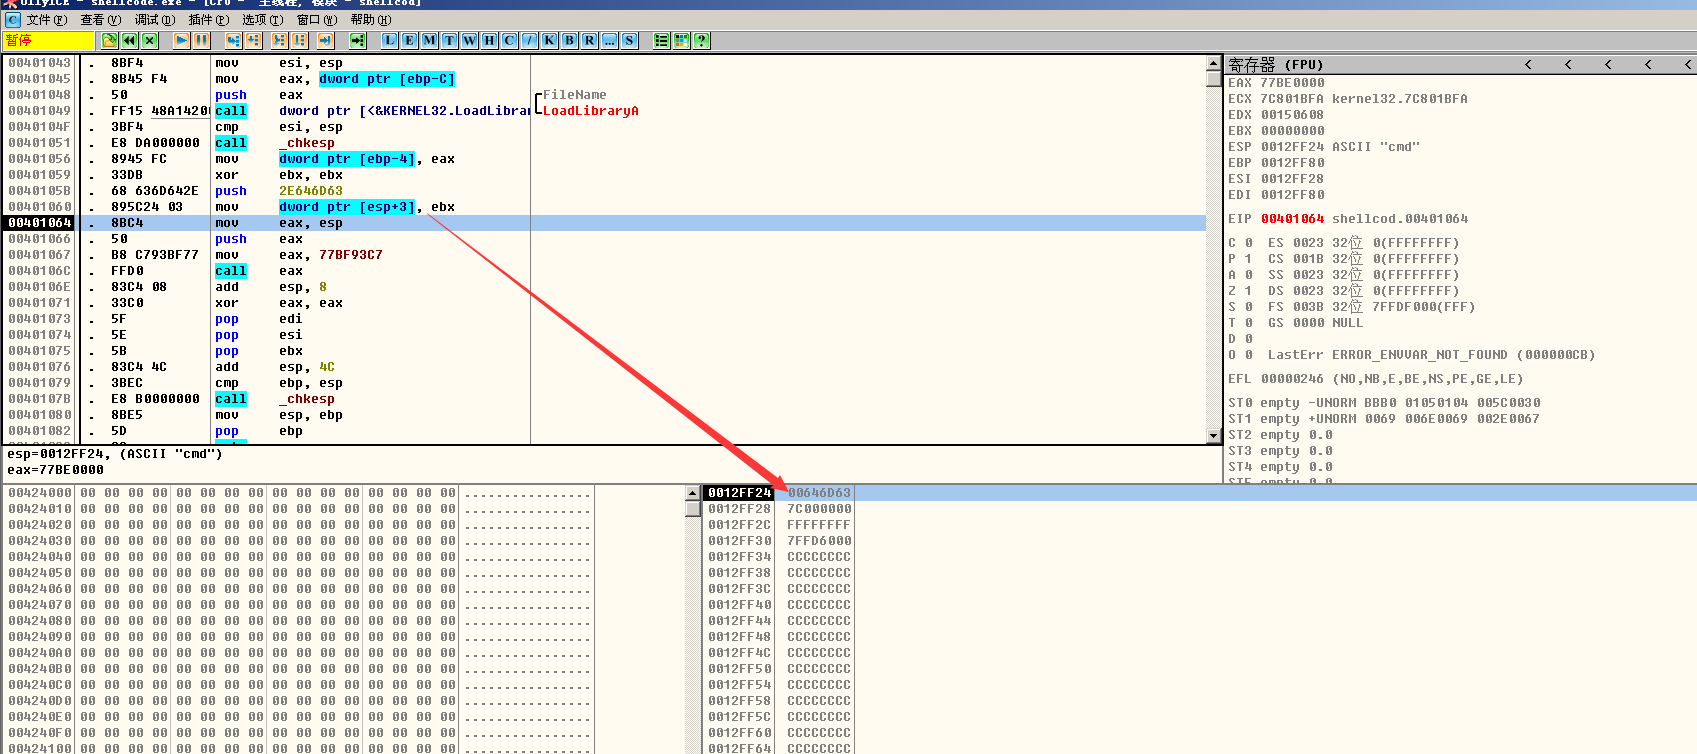 OllyICE - shellcode.exe - [CPU - 主线程, 模块 - shellcod]
C 文件(F) 查看(V) 调试(D) 插件(P) 选项(T) 窗口(W) 帮助(H)
暂停 L E M T W H C / K B R ... S ?
00401043 . 8BF4 mov esi, esp
00401045 . 8B45 F4 mov eax, dword ptr [ebp-C]
00401048 . 50 push eax FileName
00401049 . FF15 48A14200 call dword ptr [<&KERNEL32.LoadLibrar LoadLibraryA
0040104F . 3BF4 cmp esi, esp
00401051 . E8 DA000000 call _chkesp
00401056 . 8945 FC mov dword ptr [ebp-4], eax
00401059 . 33DB xor ebx, ebx
0040105B . 68 636D642E push 2E646D63
00401060 . 895C24 03 mov dword ptr [esp+3], ebx
00401064 . 8BC4 mov eax, esp
00401066 . 50 push eax
00401067 . B8 C793BF77 mov eax, 77BF93C7
0040106C . FFD0 call eax
0040106E . 83C4 08 add esp, 8
00401071 . 33C0 xor eax, eax
00401073 . 5F pop edi
00401074 . 5E pop esi
00401075 . 5B pop ebx
00401076 . 83C4 4C add esp, 4C
00401079 . 3BEC cmp ebp, esp
0040107B . E8 B0000000 call _chkesp
00401080 . 8BE5 mov esp, ebp
00401082 . 5D pop ebp
esp=0012FF24, (ASCII "cmd")
eax=77BE0000
寄存器 (FPU) < < < < <
EAX 77BE0000
ECX 7C801BFA kernel32.7C801BFA
EDX 00150608
EBX 00000000
ESP 0012FF24 ASCII "cmd"
EBP 0012FF80
ESI 0012FF28
EDI 0012FF80
EIP 00401064 shellcod.00401064
C 0 ES 0023 32位 0(FFFFFFFF)
P 1 CS 001B 32位 0(FFFFFFFF)
A 0 SS 0023 32位 0(FFFFFFFF)
Z 1 DS 0023 32位 0(FFFFFFFF)
S 0 FS 003B 32位 7FFDF000(FFF)
T 0 GS 0000 NULL
D 0
O 0 LastErr ERROR_ENVVAR_NOT_FOUND (000000CB)
EFL 00000246 (NO,NB,E,BE,NS,PE,GE,LE)
ST0 empty -UNORM BBB0 01050104 005C0030
ST1 empty +UNORM 0069 006E0069 002E0067
ST2 empty 0.0
ST3 empty 0.0
ST4 empty 0.0
ST5 empty 0.0
00424000 00 00 00 00 00 00 00 00 00 00 00 00 00 00 00 00 ................
00424010 00 00 00 00 00 00 00 00 00 00 00 00 00 00 00 00 ................
00424020 00 00 00 00 00 00 00 00 00 00 00 00 00 00 00 00 ................
00424030 00 00 00 00 00 00 00 00 00 00 00 00 00 00 00 00 ................
00424040 00 00 00 00 00 00 00 00 00 00 00 00 00 00 00 00 ................
00424050 00 00 00 00 00 00 00 00 00 00 00 00 00 00 00 00 ................
00424060 00 00 00 00 00 00 00 00 00 00 00 00 00 00 00 00 ................
00424070 00 00 00 00 00 00 00 00 00 00 00 00 00 00 00 00 ................
00424080 00 00 00 00 00 00 00 00 00 00 00 00 00 00 00 00 ................
00424090 00 00 00 00 00 00 00 00 00 00 00 00 00 00 00 00 ................
004240A0 00 00 00 00 00 00 00 00 00 00 00 00 00 00 00 00 ................
004240B0 00 00 00 00 00 00 00 00 00 00 00 00 00 00 00 00 ................
004240C0 00 00 00 00 00 00 00 00 00 00 00 00 00 00 00 00 ................
004240D0 00 00 00 00 00 00 00 00 00 00 00 00 00 00 00 00 ................
004240E0 00 00 00 00 00 00 00 00 00 00 00 00 00 00 00 00 ................
004240F0 00 00 00 00 00 00 00 00 00 00 00 00 00 00 00 00 ................
00424100 00 00 00 00 00 00 00 00 00 00 00 00 00 00 00 00 ................
0012FF24 00646D63
0012FF28 7C000000
0012FF2C FFFFFFFF
0012FF30 7FFD6000
0012FF34 CCCCCCCC
0012FF38 CCCCCCCC
0012FF3C CCCCCCCC
0012FF40 CCCCCCCC
0012FF44 CCCCCCCC
0012FF48 CCCCCCCC
0012FF4C CCCCCCCC
0012FF50 CCCCCCCC
0012FF54 CCCCCCCC
0012FF58 CCCCCCCC
0012FF5C CCCCCCCC
0012FF60 CCCCCCCC
0012FF64 CCCCCCCC